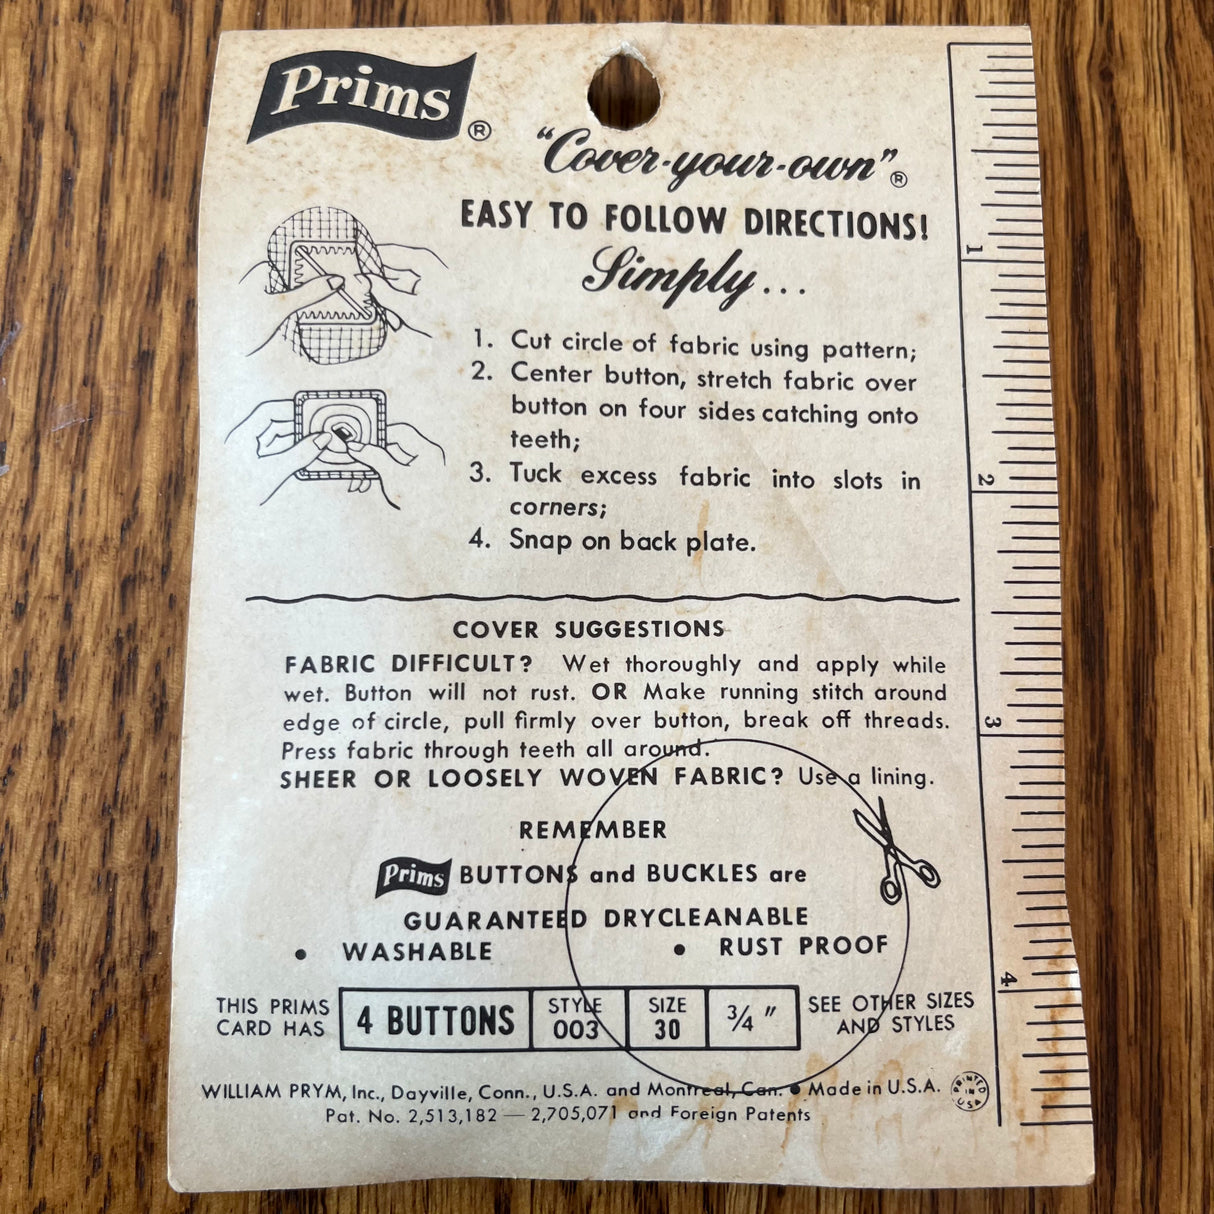 Prims ®
"Cover-your-own"®
EASY TO FOLLOW DIRECTIONS!
Simply...
1. Cut circle of fabric using pattern;
2. Center button, stretch fabric over
button on four sides catching onto
teeth;
3. Tuck excess fabric into slots in
corners;
4. Snap on back plate.
COVER SUGGESTIONS
FABRIC DIFFICULT? Wet thoroughly and apply while
wet. Button will not rust. OR Make running stitch around
edge of circle, pull firmly over button, break off threads.
Press fabric through teeth all around.
SHEER OR LOOSELY WOVEN FABRIC? Use a lining.
REMEMBER
Prims BUTTONS and BUCKLES are
GUARANTEED DRYCLEANABLE
• WASHABLE • RUST PROOF
THIS PRIMS
CARD HAS
4 BUTTONS
STYLE
003
SIZE
30
3/4 "
SEE OTHER SIZES
AND STYLES
WILLIAM PRYM, Inc., Dayville, Conn., U.S.A. and Montreal, Can. • Made in U.S.A.
PRINTED IN USA
Pat. No. 2,513,182 — 2,705,071 and Foreign Patents
1
2
3
4